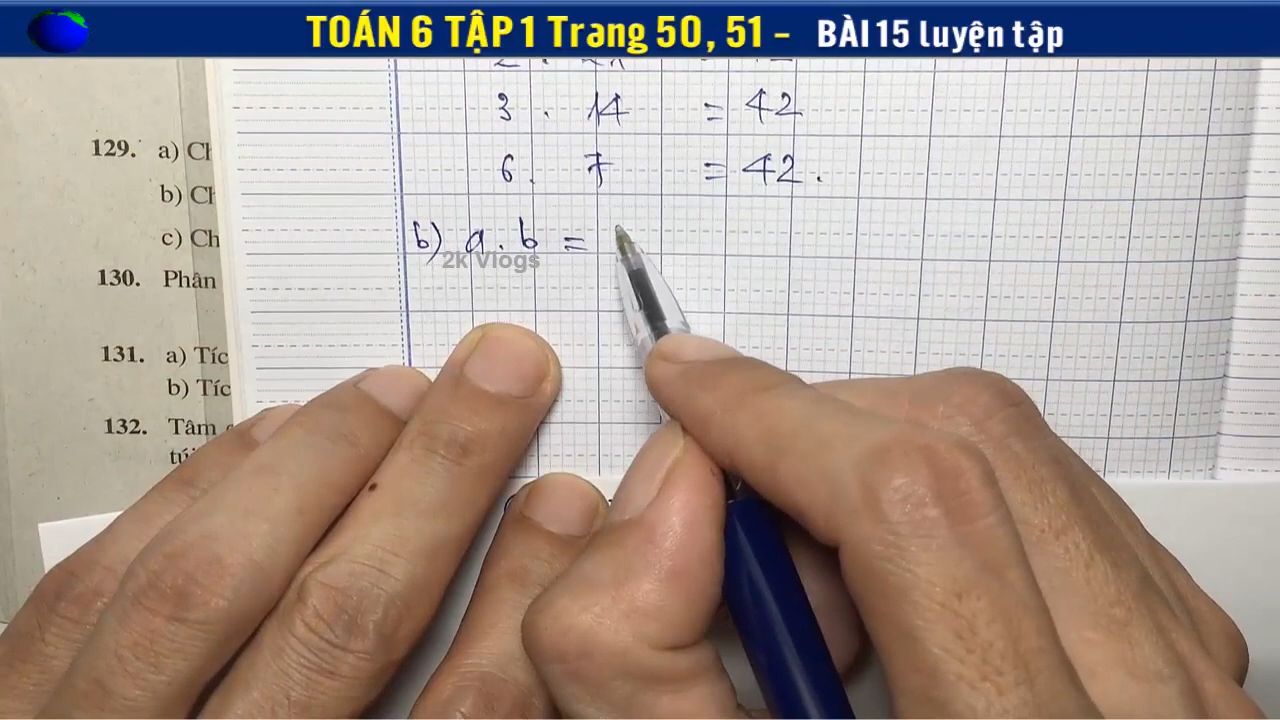 TOÁN 6 TẬP 1 Trang 50, 51 - BÀI 15 luyện tập
3 . 14 = 42
6 . 7 = 42 .
b) a . b =
2k Vlogs
129. a) Ch
b) Ch
c) Ch
130. Phân
131. a) Tíc
b) Tíc
132. Tâm
túi